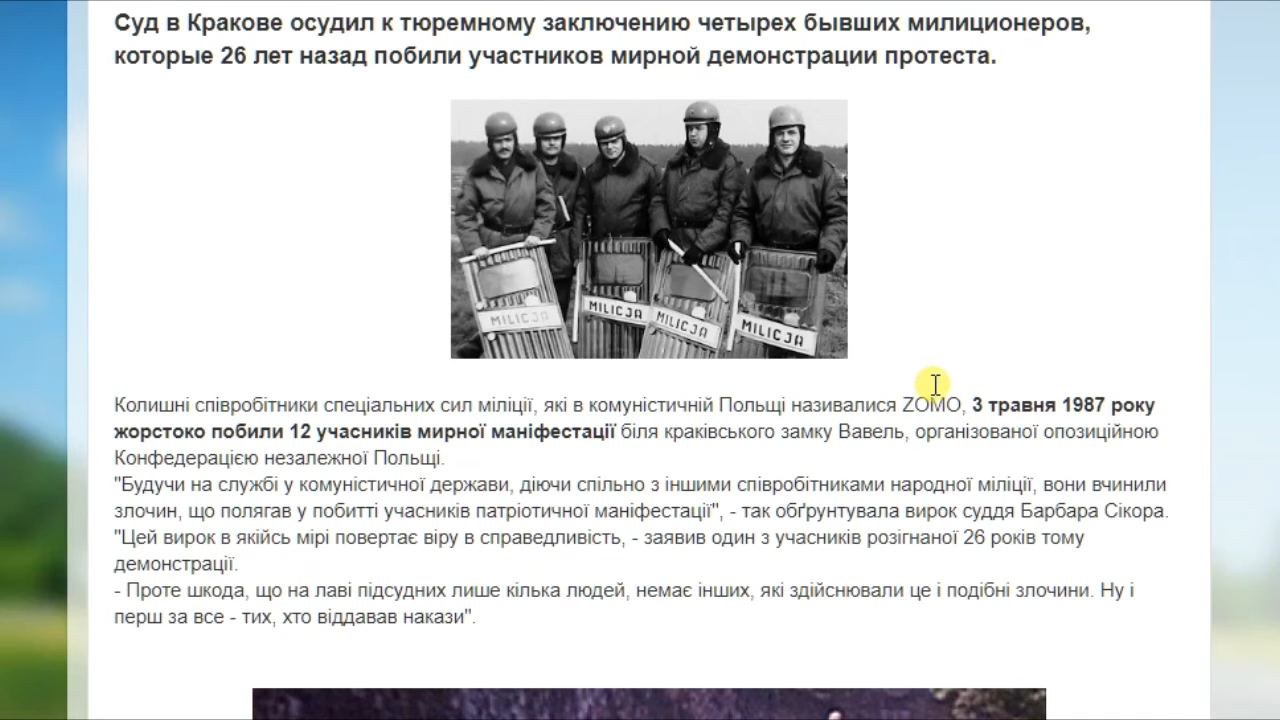 Суд в Кракове осудил к тюремному заключению четырех бывших милиционеров,
которые 26 лет назад побили участников мирной демонстрации протеста.
MILICJA
MILICJA
MILICJA
MILICJA
Колишні співробітники спеціальних сил міліції, які в комуністичній Польщі називалися ZOMO, 3 травня 1987 року
жорстоко побили 12 учасників мирної маніфестації біля краківського замку Вавель, організованої опозиційною
Конфедерацією незалежної Польщі.
"Будучи на службі у комуністичної держави, діючи спільно з іншими співробітниками народної міліції, вони вчинили
злочин, що полягав у побитті учасників патріотичної маніфестації", - так обґрунтувала вирок суддя Барбара Сікора.
"Цей вирок в якійсь мірі повертає віру в справедливість, - заявив один з учасників розігнаної 26 років тому
демонстрації.
- Проте шкода, що на лаві підсудних лише кілька людей, немає інших, які здійснювали це і подібні злочини. Ну і
перш за все - тих, хто віддавав накази".